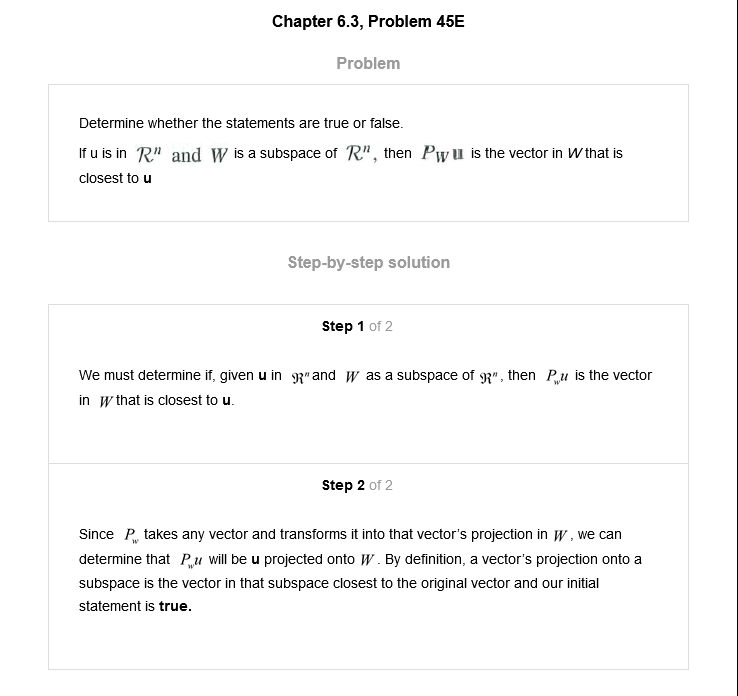 Chapter 6.3, Problem 45E
Problem
Determine whether the statements are true or false.
If u is in ℛⁿ and W is a subspace of ℛⁿ, then P_W u is the vector in W that is
closest to u
Step-by-step solution
Step 1 of 2
We must determine if, given u in ℜⁿ and W as a subspace of ℜⁿ, then P_w u is the vector
in W that is closest to u.
Step 2 of 2
Since P_w takes any vector and transforms it into that vector's projection in W, we can
determine that P_w u will be u projected onto W. By definition, a vector's projection onto a
subspace is the vector in that subspace closest to the original vector and our initial
statement is true.